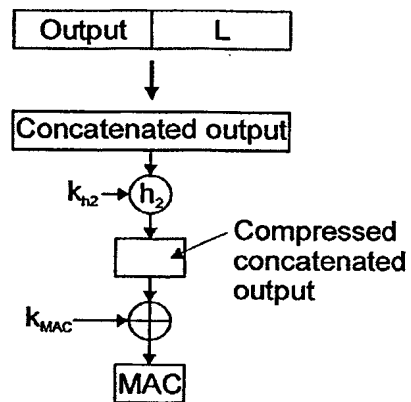 Output L
Concatenated output
k_h2 h_2
Compressed
concatenated
output
k_MAC
MAC